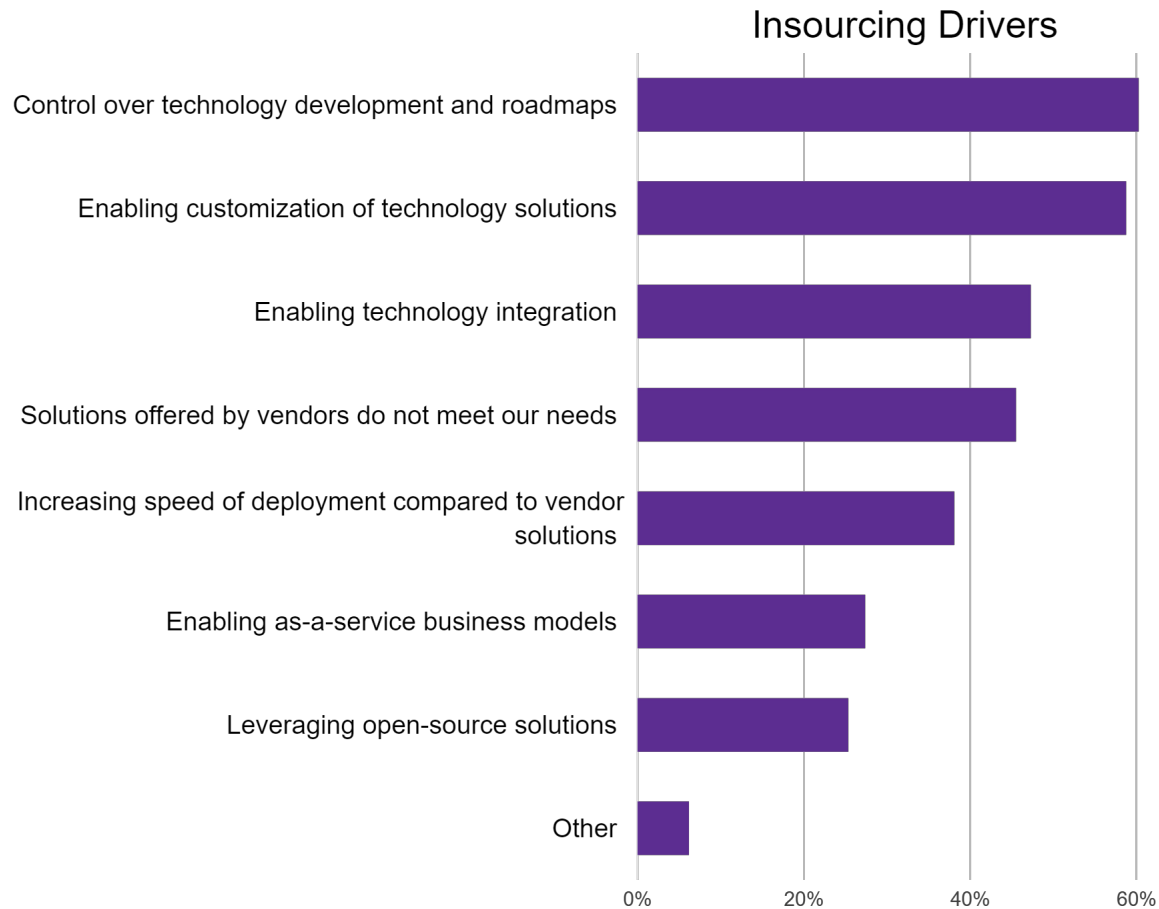 Insourcing Drivers
Control over technology development and roadmaps
Enabling customization of technology solutions
Enabling technology integration
Solutions offered by vendors do not meet our needs
Increasing speed of deployment compared to vendor
solutions
Enabling as-a-service business models
Leveraging open-source solutions
Other
0% 20% 40% 60%